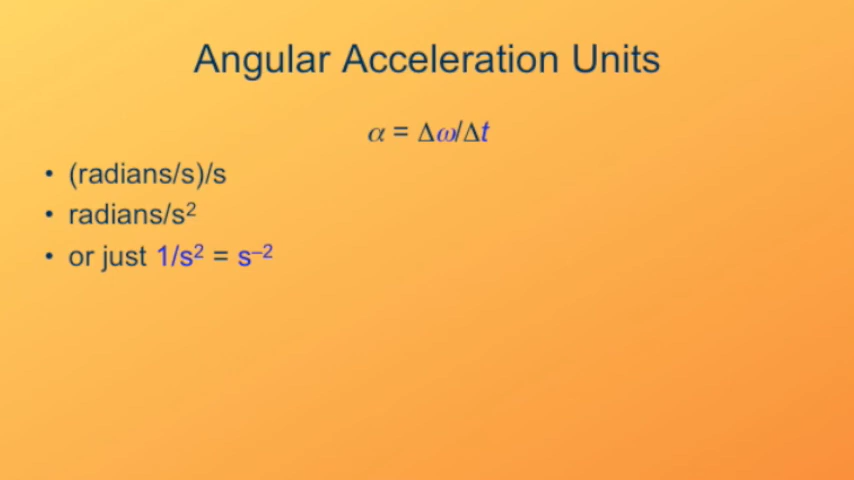 Angular Acceleration Units
α = Δω/Δt
• (radians/s)/s
• radians/s²
• or just 1/s² = s⁻²